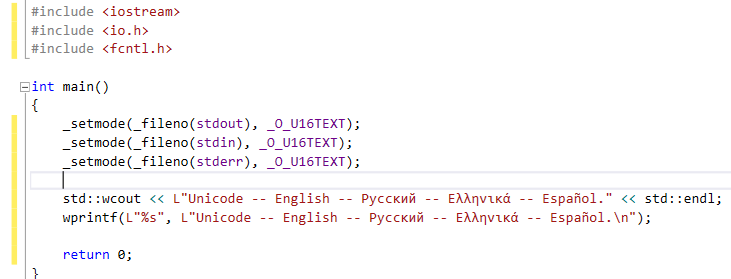 #include <iostream>
#include <io.h>
#include <fcntl.h>
int main()
{
_setmode(_fileno(stdout), _O_U16TEXT);
_setmode(_fileno(stdin), _O_U16TEXT);
_setmofe(_fileno(stderr), _O_U16TEXT);
std::wcout << L"Unicode -- English -- Русский -- Ελληνικά -- Español." << std::endl;
wprintf(L"%s", L"Unicode -- English -- Русский -- Ελληνικά -- Español.\n");
return 0;
}